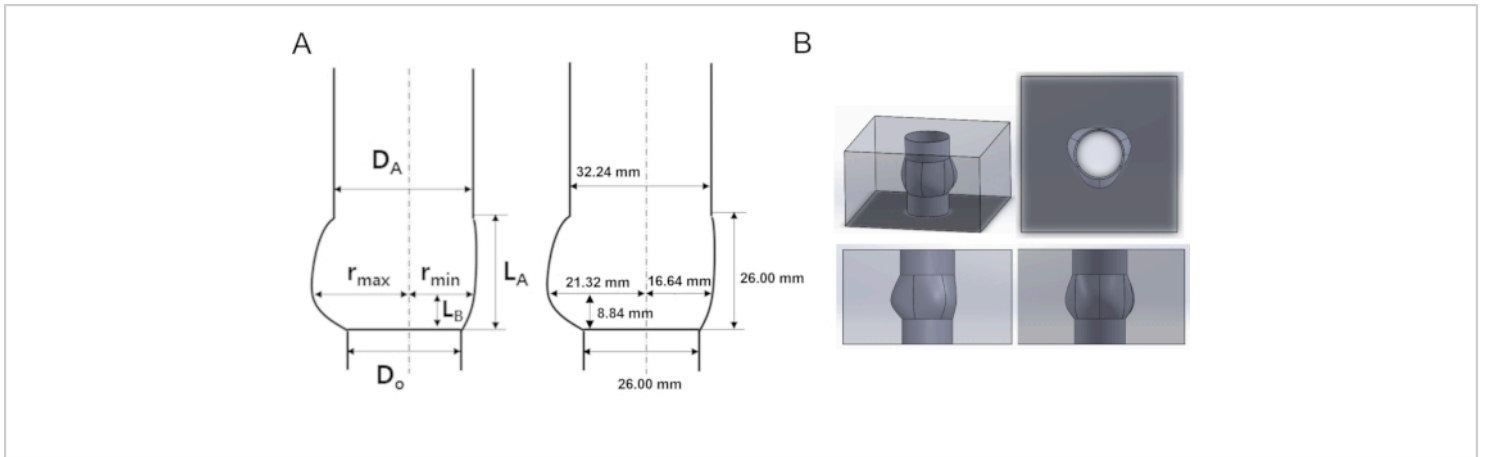 A
B
D_A
r_max
r_min
L_A
L_B
D_o
32.24 mm
21.32 mm
16.64 mm
26.00 mm
8.84 mm
26.00 mm